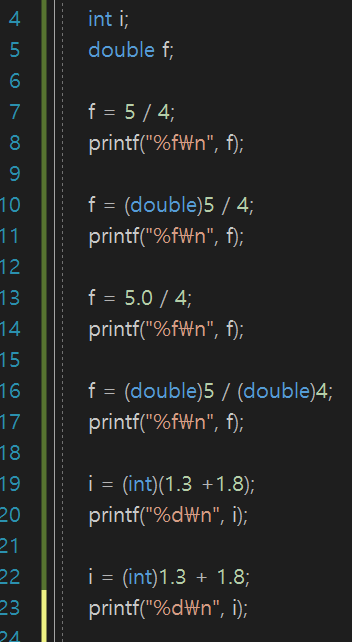 4 int i;
5 double f;
6
7 f = 5 / 4;
8 printf("%f₩n", f);
9
10 f = (double)5 / 4;
11 printf("%f₩n", f);
12
13 f = 5.0 / 4;
14 printf("%f₩n", f);
15
16 f = (double)5 / (double)4;
17 printf("%f₩n", f);
18
19 i = (int)(1.3 +1.8);
20 printf("%d₩n", i);
21
22 i = (int)1.3 + 1.8;
23 printf("%d₩n", i);
24